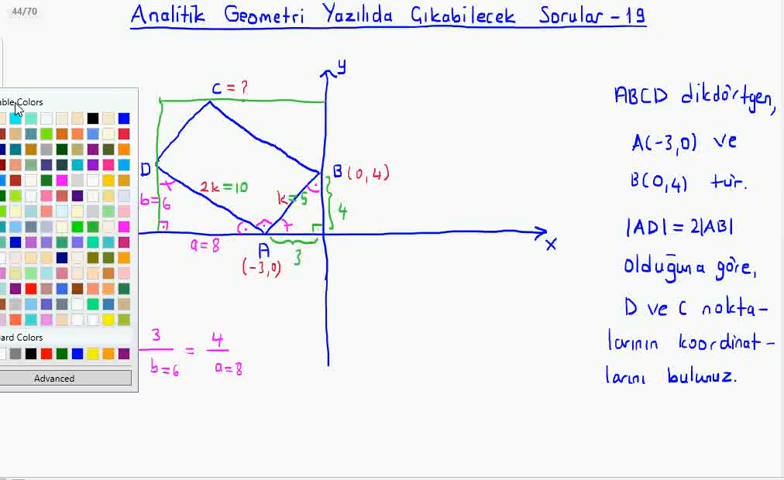 44/70
Analitik Geometri Yazılıda Çıkabilecek Sorular - 19
y
C = ?
able Colors
ABCD dikdörtgen,
A(-3,0) ve
D
2k=10
B(0,4)
k=5
b=6
4
B(0,4) tür.
|AD| = 2|AB|
a=8
A
3
x
(-3,0)
olduğuna göre,
D ve C nokta-
ard Colors
3
4
=
b=6
a=8
larının koordinat-
larını bulunuz.
Advanced